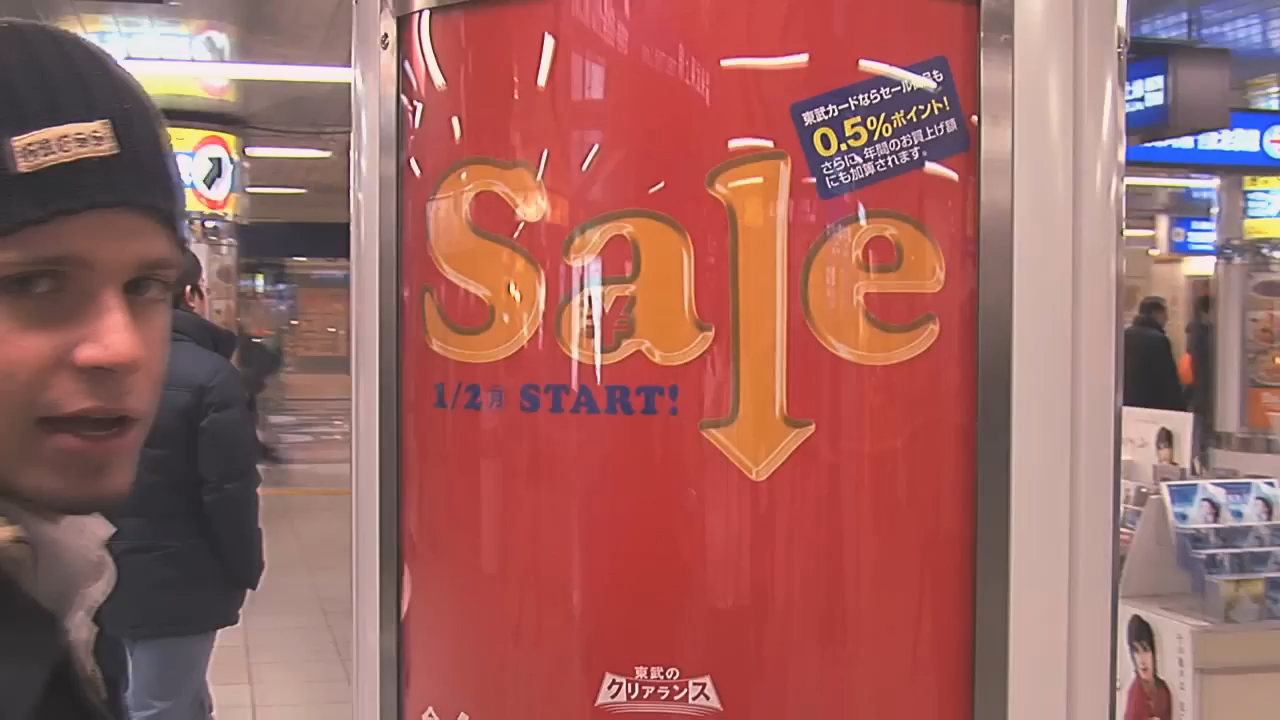 東武カードならセール
0.5%ポイント!
さらに、年間のお買上げ額
にも加算されます。
Sale
¥
1/2 月 START!
東武の
クリアランス